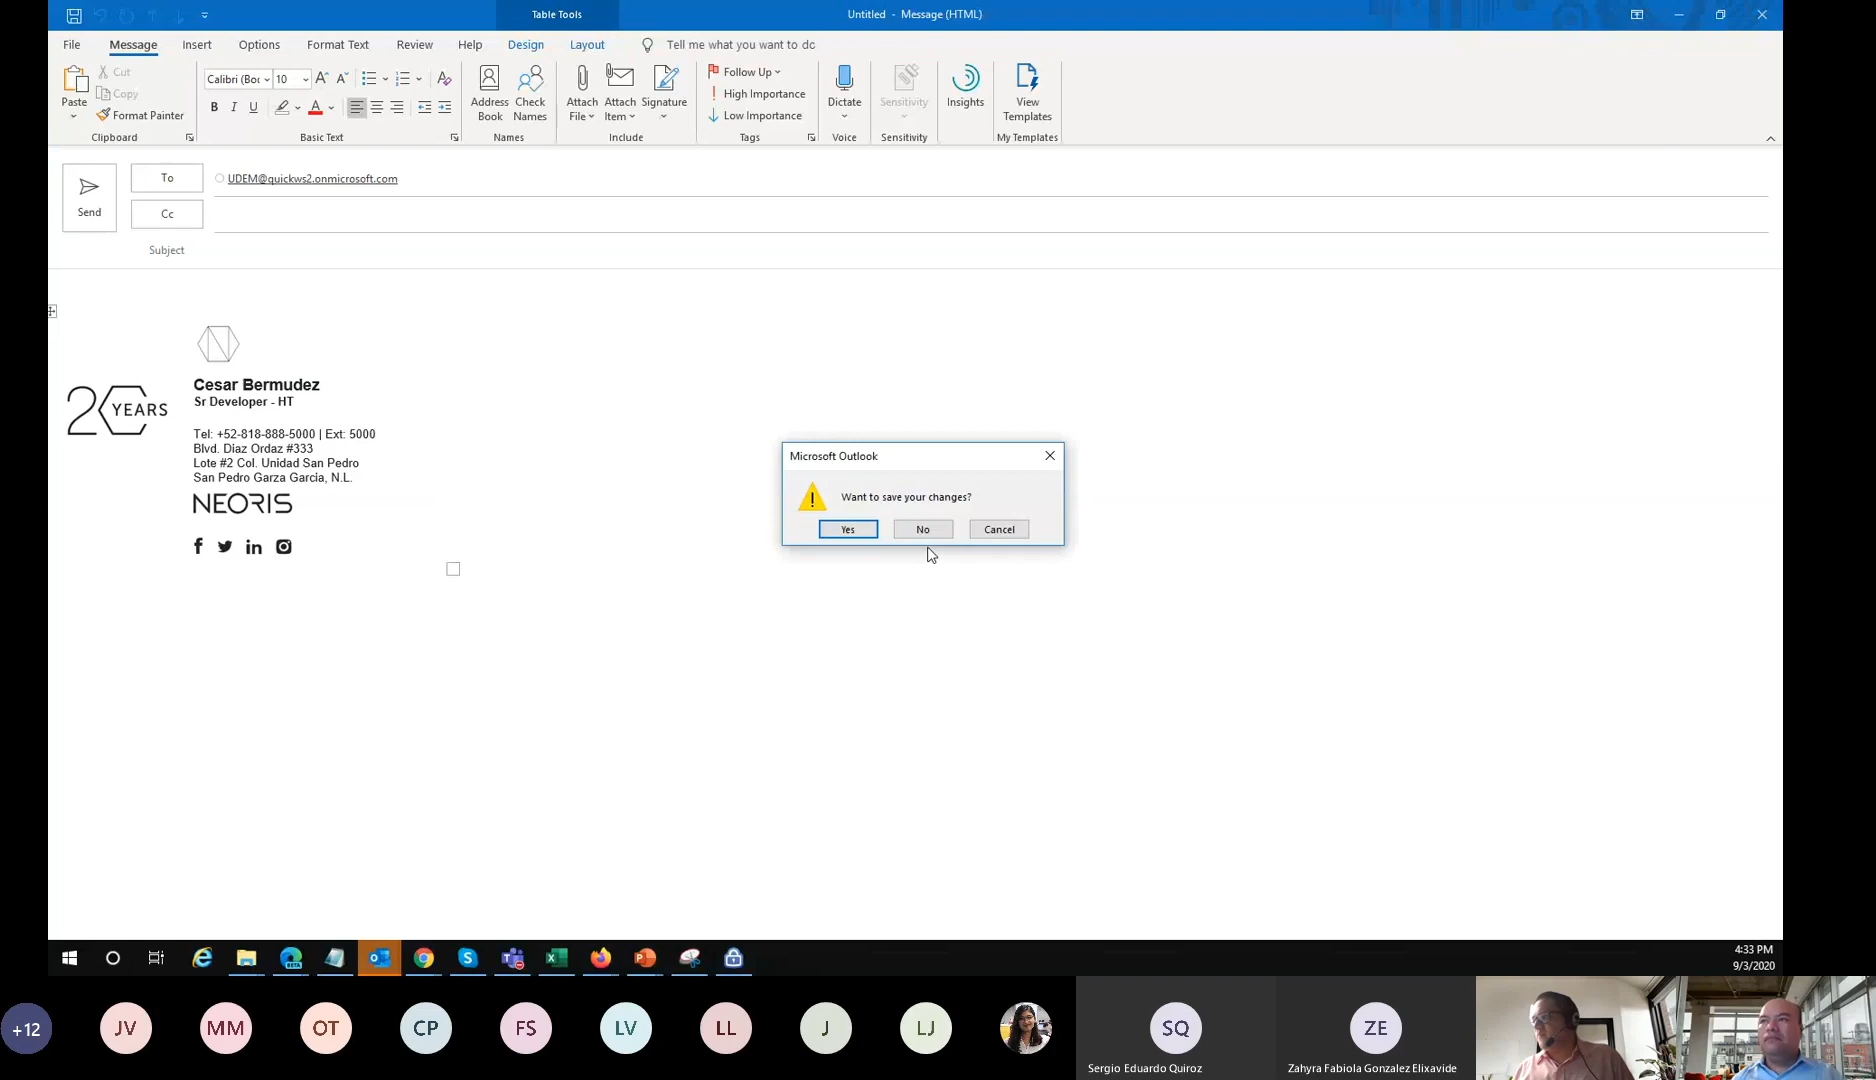 Table Tools
Untitled - Message (HTML)
File Message Insert Options Format Text Review Help Design Layout Tell me what you want to do
Paste
Cut
Copy
Format Painter
Clipboard
Calibri (Bo 10
B I U A
Basic Text
Address Book
Check Names
Names
Attach File
Attach Item
Signature
Include
Follow Up
High Importance
Low Importance
Tags
Dictate
Voice
Sensitivity
Sensitivity
Insights
View Templates
My Templates
Send
To
UDEM@quickws2.onmicrosoft.com
Cc
Subject
20 YEARS
Cesar Bermudez
Sr Developer - HT
Tel: +52-818-888-5000 | Ext: 5000
Blvd. Diaz Ordaz #333
Lote #2 Col. Unidad San Pedro
San Pedro Garza Garcia, N.L.
NEORIS
Microsoft Outlook
Want to save your changes?
Yes No Cancel
4:33 PM
9/3/2020
+12 JV MM OT CP FS LV LL J LJ SQ ZE
Sergio Eduardo Quiroz
Zahyra Fabiola Gonzalez Elixavide